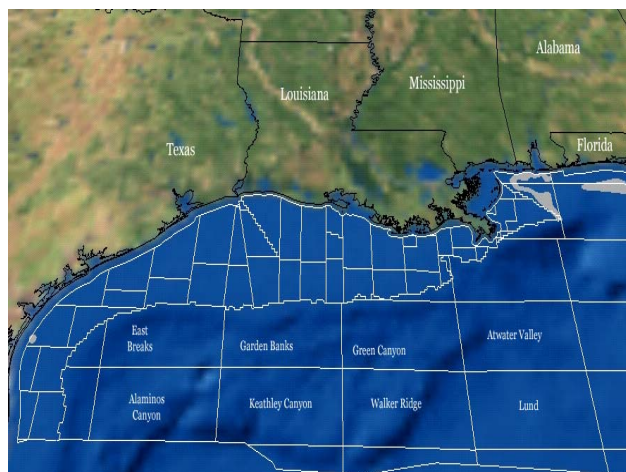 Alabama
Mississippi
Louisiana
Florida
Texas
East
Breaks
Garden Banks
Green Canyon
Atwater Valley
Alaminos
Canyon
Keathley Canyon
Walker Ridge
Lund